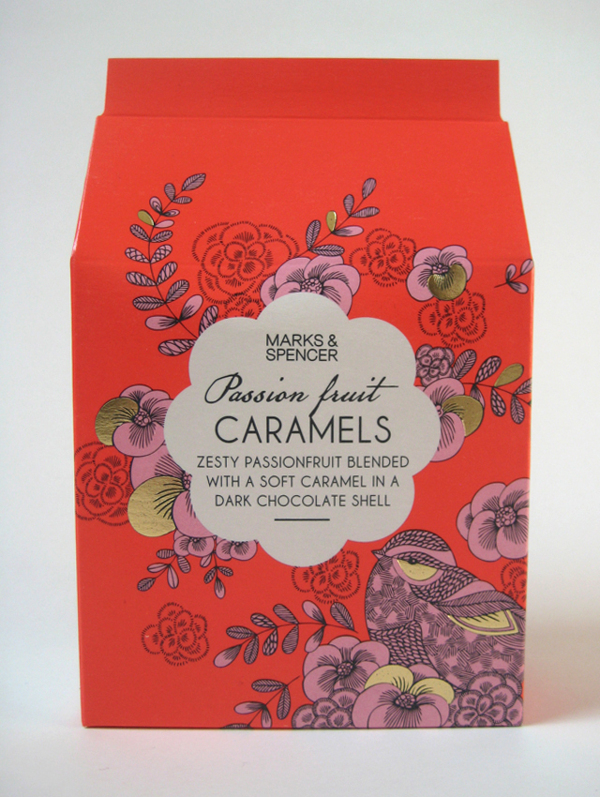 MARKS &
SPENCER
Passion fruit
CARAMELS
ZESTY PASSIONFRUIT BLENDED
WITH A SOFT CARAMEL IN A
DARK CHOCOLATE SHELL